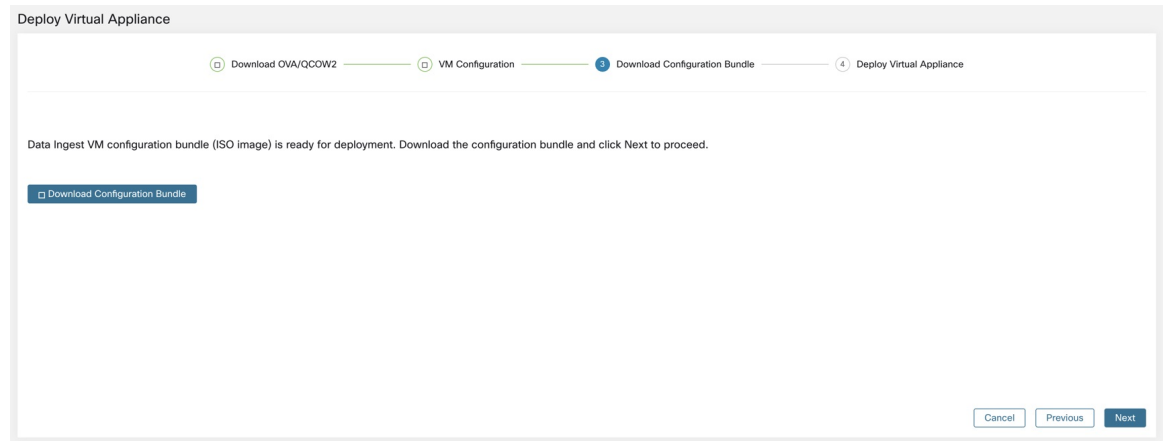 Deploy Virtual Appliance
Download OVA/QCOW2
VM Configuration
3 Download Configuration Bundle
4 Deploy Virtual Appliance
Data Ingest VM configuration bundle (ISO image) is ready for deployment. Download the configuration bundle and click Next to proceed.
Download Configuration Bundle
Cancel
Previous
Next